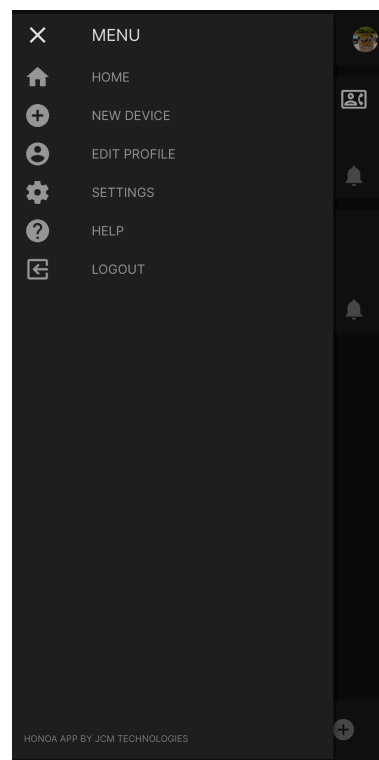 MENU
HOME
NEW DEVICE
EDIT PROFILE
SETTINGS
HELP
LOGOUT
HONOA APP BY JCM TECHNOLOGIES